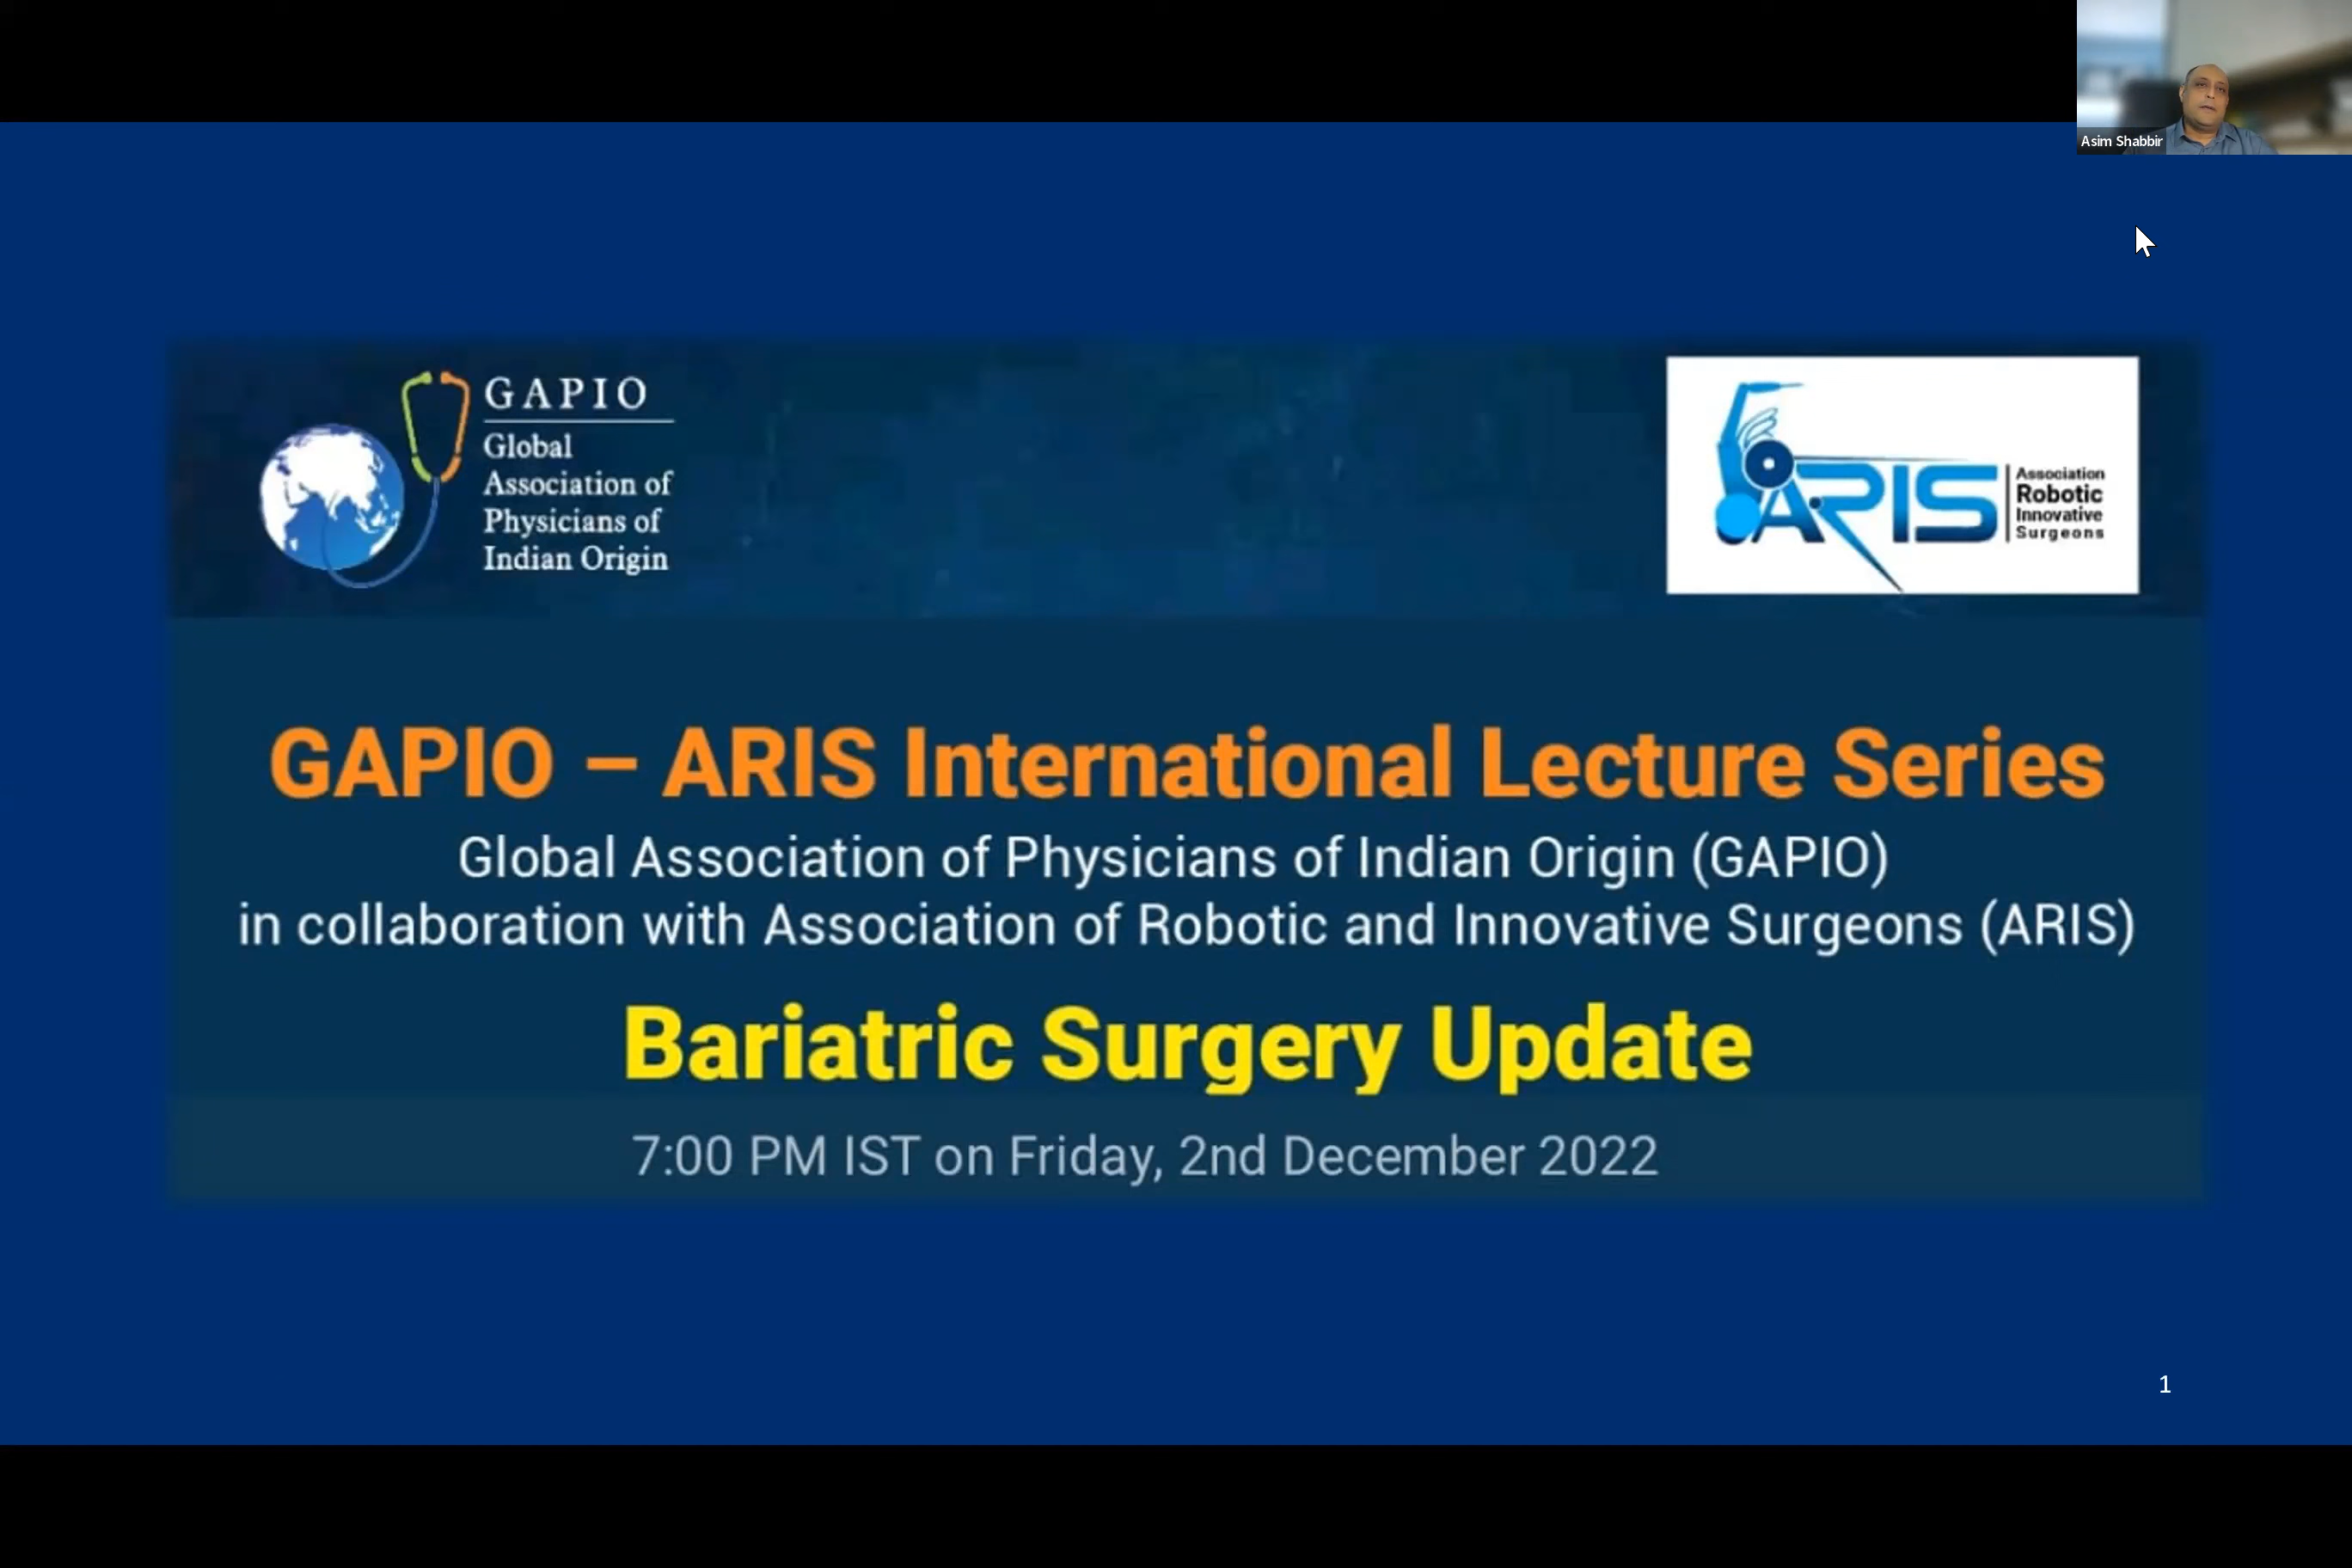 Asim Shabbir
GAPIO
Global
Association of
Physicians of
Indian Origin
ARIS
Association
Robotic
Innovative
Surgeons
GAPIO – ARIS International Lecture Series
Global Association of Physicians of Indian Origin (GAPIO)
in collaboration with Association of Robotic and Innovative Surgeons (ARIS)
Bariatric Surgery Update
7:00 PM IST on Friday, 2nd December 2022
1